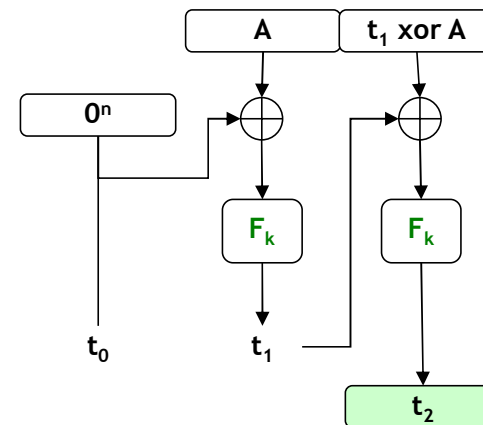 A
t₁ xor A
0ⁿ
Fₖ
Fₖ
t₀
t₁
t₂